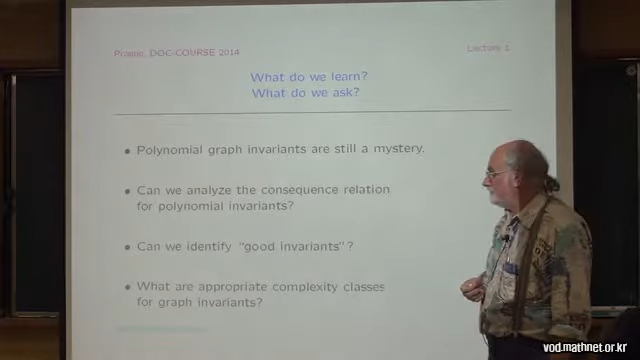 Prague, DOC-COURSE 2014
Lecture 1
What do we learn?
What do we ask?
• Polynomial graph invariants are still a mystery.
• Can we analyze the consequence relation
for polynomial invariants?
• Can we identify "good invariants"?
• What are appropriate complexity classes
for graph invariants?
vod.mathnet.or.kr